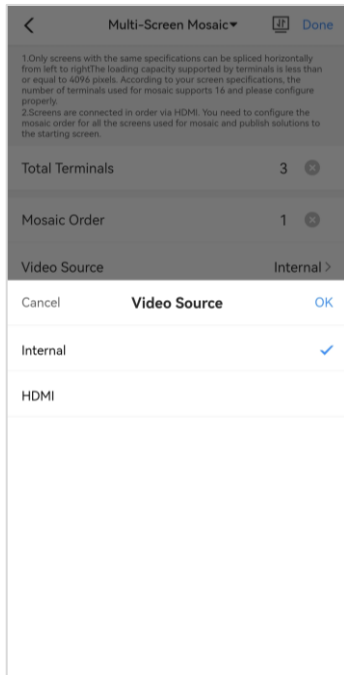 Multi-Screen Mosaic▾
Done
1.Only screens with the same specifications can be spliced horizontally
from left to rightThe loading capacity supported by terminals is less than
or equal to 4096 pixels. According to your screen specifications, the
number of terminals used for mosaic supports 16 and please configure
properly.
2.Screens are connected in order via HDMI. You need to configure the
mosaic order for all the screens used for mosaic and publish solutions to
the starting screen.
Total Terminals 3
Mosaic Order 1
Video Source Internal >
Cancel Video Source OK
Internal
HDMI